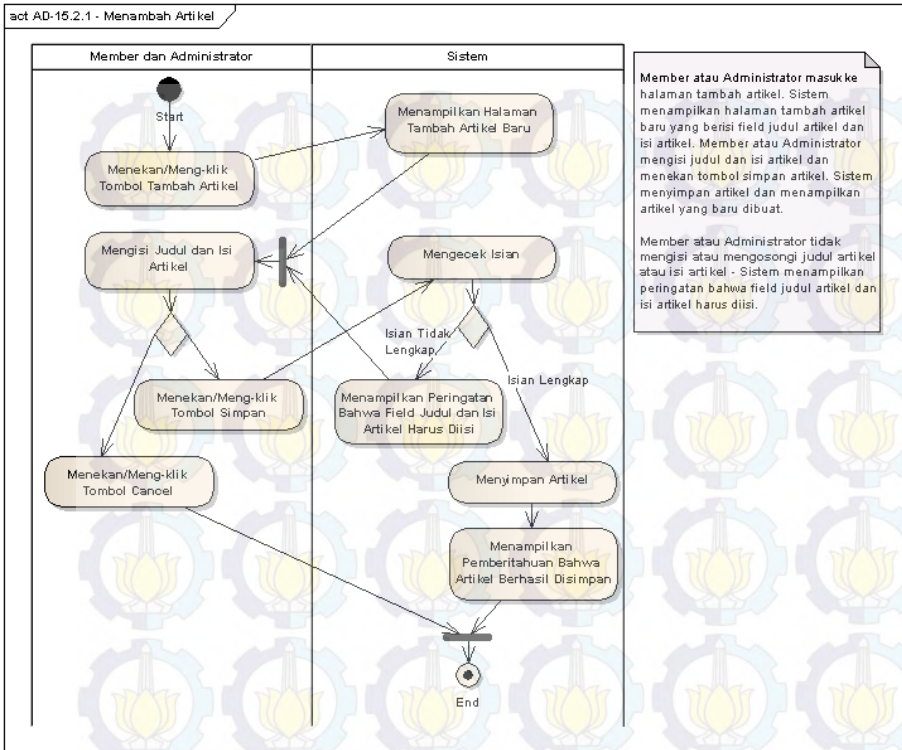 act AD-15.2.1 - Menambah Artikel
Member dan Administrator
Sistem
Start
Menekan/Meng-klik
Tombol Tambah Artikel
Menampilkan Halaman
Tambah Artikel Baru
Mengisi Judul dan Isi
Artikel
Mengecek Isian
Isian Tidak
Lengkap
Isian Lengkap
Menekan/Meng-klik
Tombol Simpan
Menampilkan Peringatan
Bahwa Field Judul dan Isi
Artikel Harus Diisi
Menekan/Meng-klik
Tombol Cancel
Menyimpan Artikel
Menampilkan
Pemberitahuan Bahwa
Artikel Berhasil Disimpan
End
Member atau Administrator masuk ke
halaman tambah artikel. Sistem
menampilkan halaman tambah artikel
baru yang berisi field judul artikel dan
isi artikel. Member atau Administrator
mengisi judul dan isi artikel dan
menekan tombol simpan artikel. Sistem
menyimpan artikel dan menampilkan
artikel yang baru dibuat.
Member atau Administrator tidak
mengisi atau mengosongi judul artikel
atau isi artikel - Sistem menampilkan
peringatan bahwa field judul artikel dan
isi artikel harus diisi.